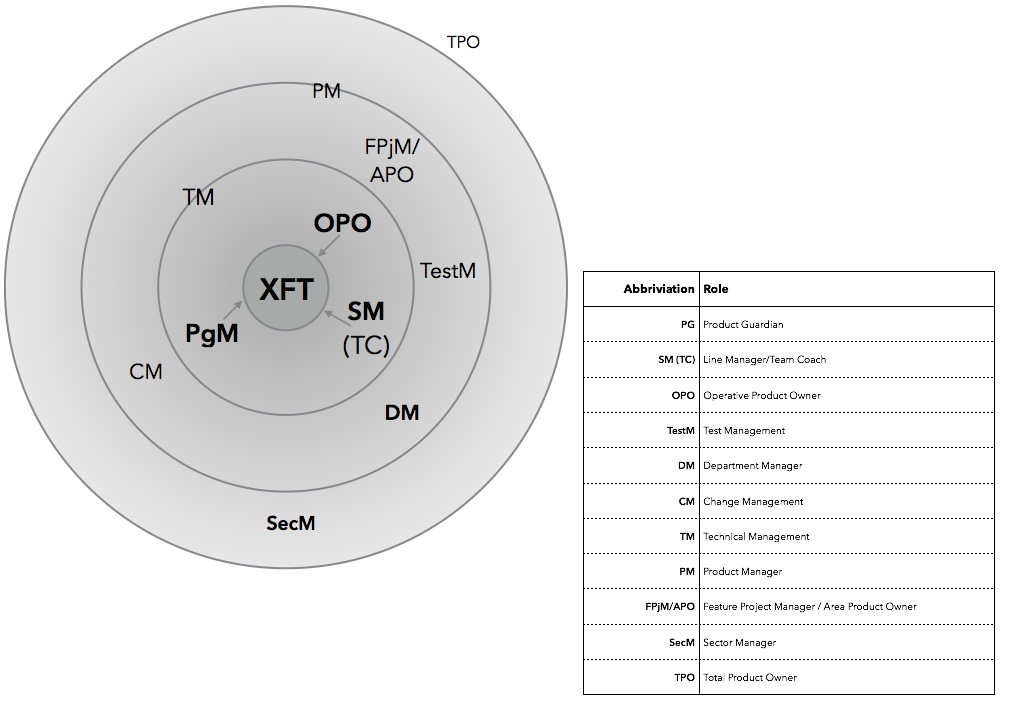 TPO
PM
FPjM/
APO
TM
OPO
XFT
TestM
SM
(TC)
PgM
CM
DM
SecM
Abbriviation Role
PG Product Guardian
SM (TC) Line Manager/Team Coach
OPO Operative Product Owner
TestM Test Management
DM Department Manager
CM Change Management
TM Technical Management
PM Product Manager
FPjM/APO Feature Project Manager / Area Product Owner
SecM Sector Manager
TPO Total Product Owner